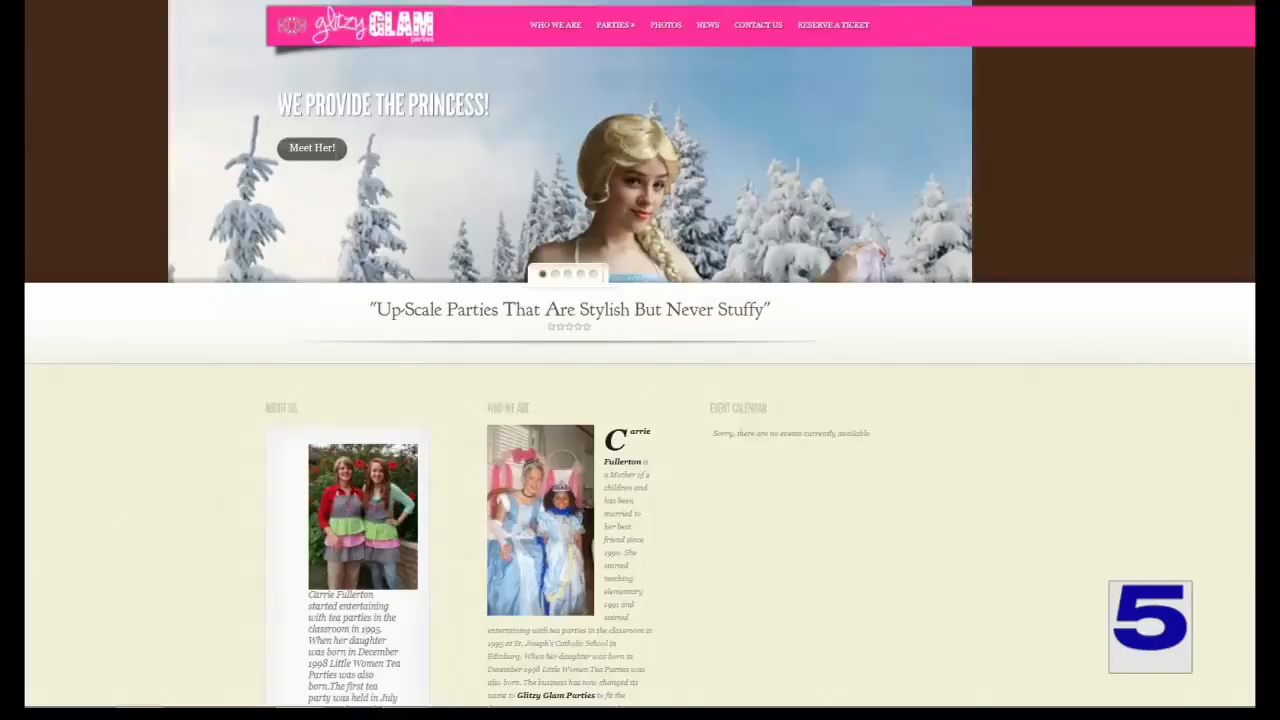 glitzy GLAM parties
WHO WE ARE PARTIES » PHOTOS NEWS CONTACT US RESERVE A TICKET
WE PROVIDE THE PRINCESS!
Meet Her!
"Up-Scale Parties That Are Stylish But Never Stuffy"
ABOUT US
Carrie Fullerton
started entertaining
with tea parties in the
classroom in 1995.
When her daughter
was born in December
1998 Little Women Tea
Parties was also
born.The first tea
party was held in July
WHO WE ARE
Carrie
Fullerton is
a Mother of 2
children and
has been
married to
her best
friend since
1990. She
started
teaching
elementary
1991 and
started
entertaining with tea parties in the classroom in
1995 at St. Joseph's Catholic School in
Edinburg. When her daughter was born in
December 1998 Little Women Tea Parties was
also born. The business has now changed its
name to Glitzy Glam Parties to fit the
EVENT CALENDAR
Sorry, there are no events currently available
5